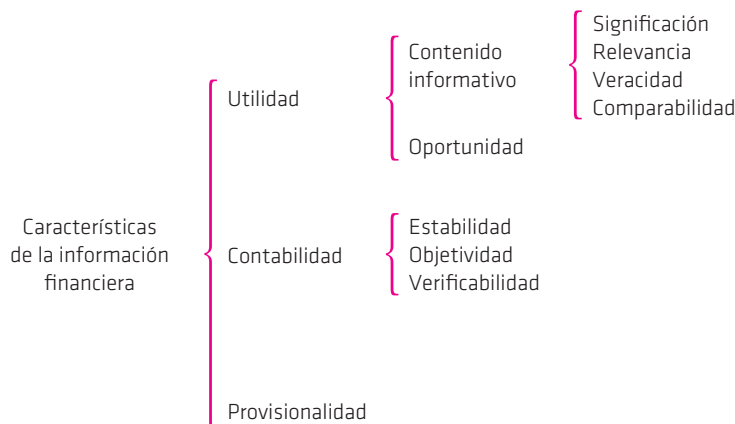 Características
de la información
financiera
Utilidad
Contenido
informativo
Significación
Relevancia
Veracidad
Comparabilidad
Oportunidad
Contabilidad
Estabilidad
Objetividad
Verificabilidad
Provisionalidad